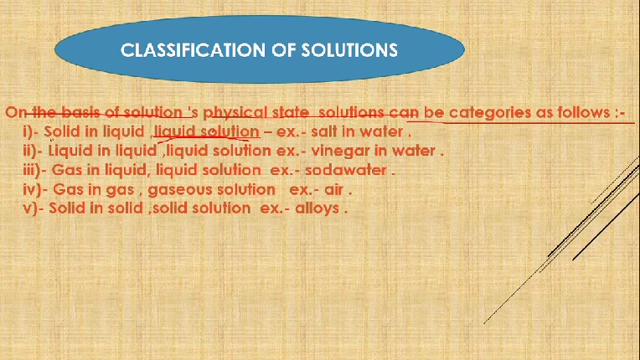 CLASSIFICATION OF SOLUTIONS
On the basis of solution 's physical state solutions can be categories as follows :-
i)- Solid in liquid ,liquid solution – ex.- salt in water .
ii)- Liquid in liquid ,liquid solution ex.- vinegar in water .
iii)- Gas in liquid, liquid solution ex.- sodawater .
iv)- Gas in gas , gaseous solution ex.- air .
v)- Solid in solid ,solid solution ex.- alloys .